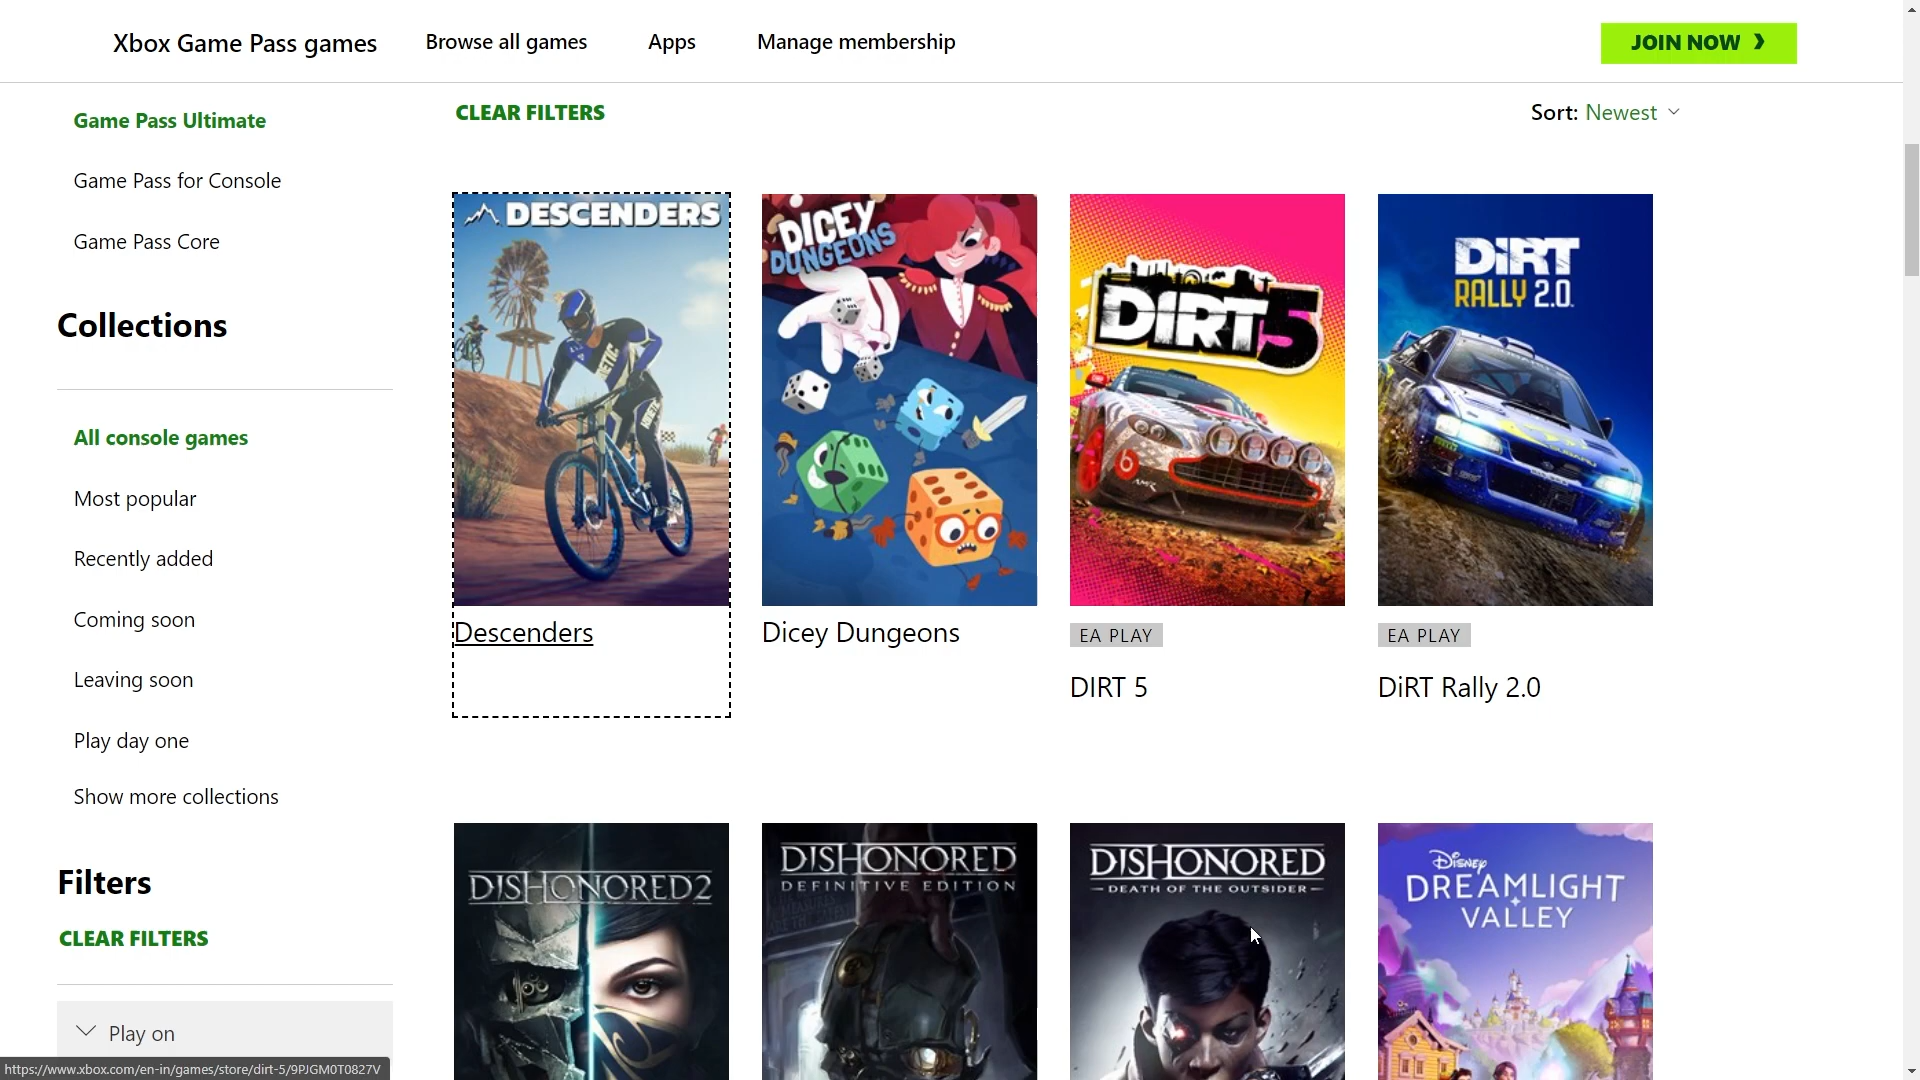 Xbox Game Pass games
Browse all games
Apps
Manage membership
JOIN NOW
Game Pass Ultimate
Game Pass for Console
Game Pass Core
Collections
All console games
Most popular
Recently added
Coming soon
Leaving soon
Play day one
Show more collections
Filters
CLEAR FILTERS
Play on
https://www.xbox.com/en-in/games/store/dirt-5/9PJGM0T0827V
CLEAR FILTERS
Sort: Newest
DESCENDERS
Descenders
DICEY
DUNGEONS
Dicey Dungeons
DIRT 5
AMR
EA PLAY
DIRT 5
DiRT
RALLY 2.0
SUBARU
EA PLAY
DiRT Rally 2.0
DISHONORED 2
DISHONORED
DEFINITIVE EDITION
DISHONORED
DEATH OF THE OUTSIDER
Disney
DREAMLIGHT
VALLEY